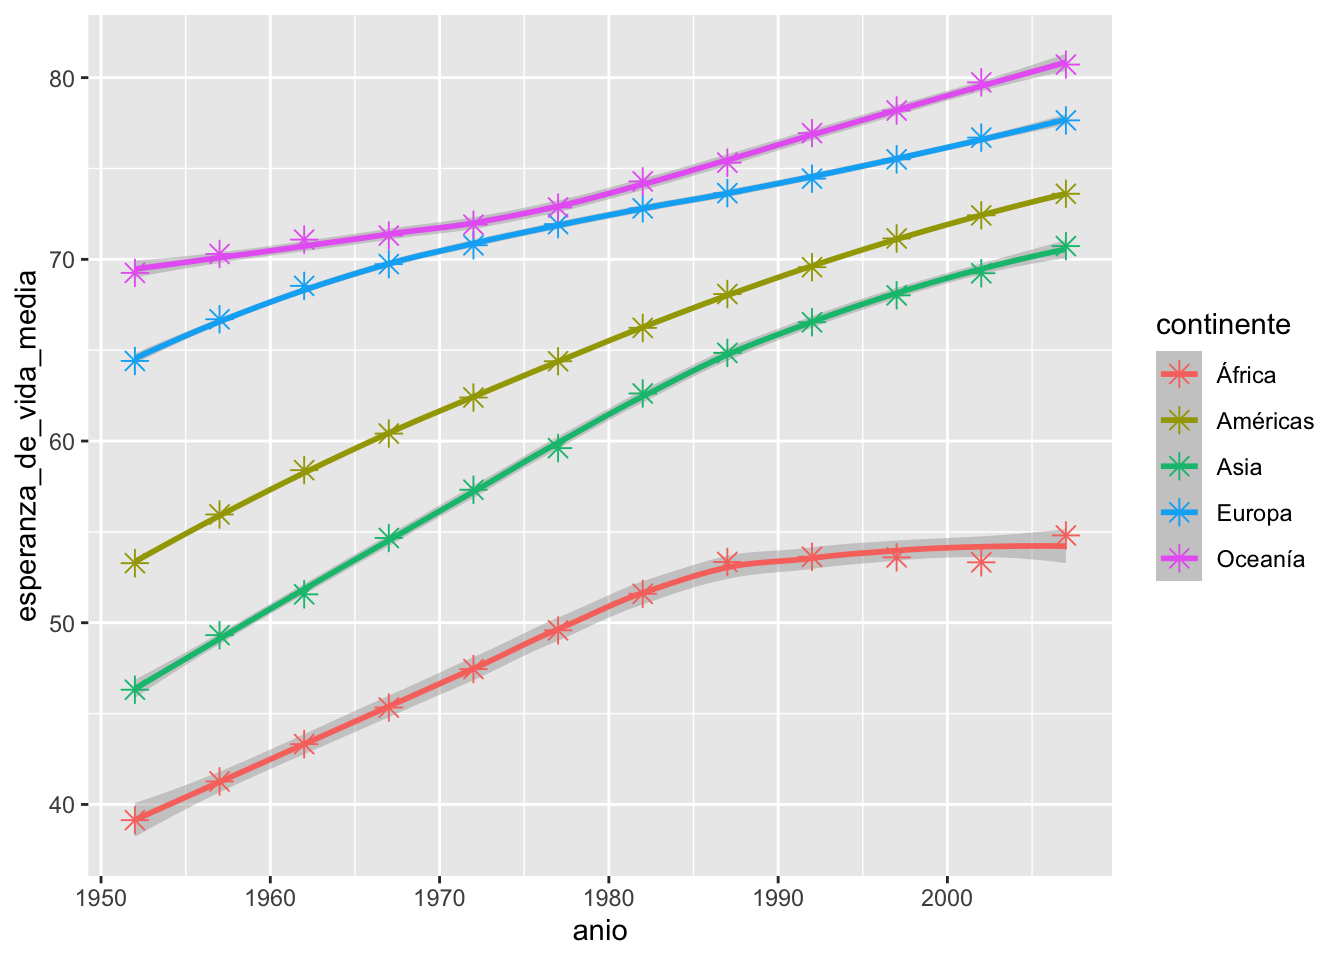 esperanza_de_vida_media
80
70
60
50
40
1950 1960 1970 1980 1990 2000
anio
continente
África
Américas
Asia
Europa
Oceanía